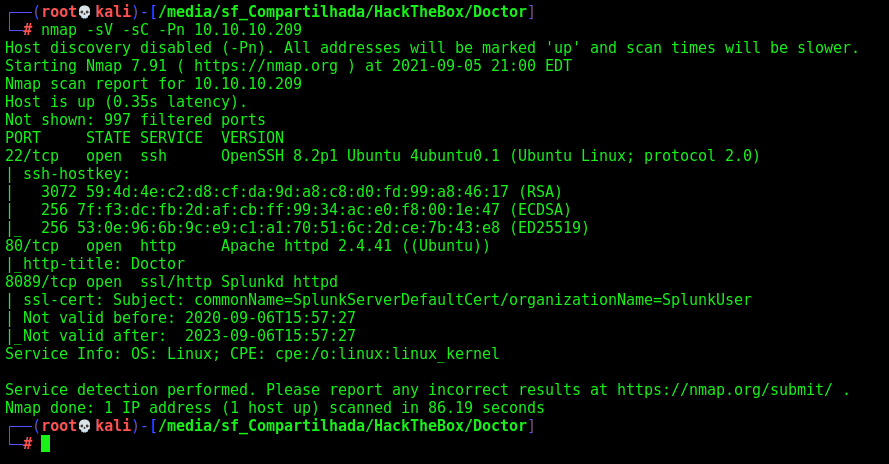 ┌──(root💀kali)-[/media/sf_Compartilhada/HackTheBox/Doctor]
└─# nmap -sV -sC -Pn 10.10.10.209
Host discovery disabled (-Pn). All addresses will be marked 'up' and scan times will be slower.
Starting Nmap 7.91 ( https://nmap.org ) at 2021-09-05 21:00 EDT
Nmap scan report for 10.10.10.209
Host is up (0.35s latency).
Not shown: 997 filtered ports
PORT     STATE SERVICE  VERSION
22/tcp   open  ssh      OpenSSH 8.2p1 Ubuntu 4ubuntu0.1 (Ubuntu Linux; protocol 2.0)
| ssh-hostkey:
|   3072 59:4d:4e:c2:d8:cf:da:9d:a8:c8:d0:fd:99:a8:46:17 (RSA)
|   256 7f:f3:dc:fb:2d:af:cb:ff:99:34:ac:e0:f8:00:1e:47 (ECDSA)
|_  256 53:0e:96:6b:9c:e9:c1:a1:70:51:6c:2d:ce:7b:43:e8 (ED25519)
80/tcp   open  http     Apache httpd 2.4.41 ((Ubuntu))
|_http-title: Doctor
8089/tcp open  ssl/http Splunkd httpd
| ssl-cert: Subject: commonName=SplunkServerDefaultCert/organizationName=SplunkUser
| Not valid before: 2020-09-06T15:57:27
|_Not valid after:  2023-09-06T15:57:27
Service Info: OS: Linux; CPE: cpe:/o:linux:linux_kernel

Service detection performed. Please report any incorrect results at https://nmap.org/submit/ .
Nmap done: 1 IP address (1 host up) scanned in 86.19 seconds
┌──(root💀kali)-[/media/sf_Compartilhada/HackTheBox/Doctor]
└─#